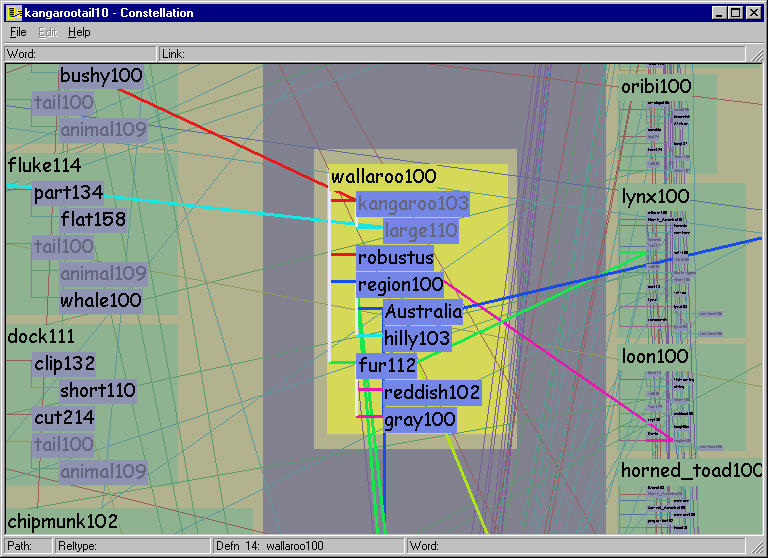 kangarootail10 - Constellation
File Edit Help
Word: Link:
bushy100
tail100
animal109
fluke114
part134
flat158
tail100
animal109
whale100
dock111
clip132
short110
cut214
tail100
animal109
chipmunk102
wallaroo100
kangaroo103
large110
robustus
region100
Australia
hilly103
fur112
reddish102
gray100
oribi100
lynx100
loon100
horned_toad100
Path: Reltype: Defn 14: wallaroo100 Word: